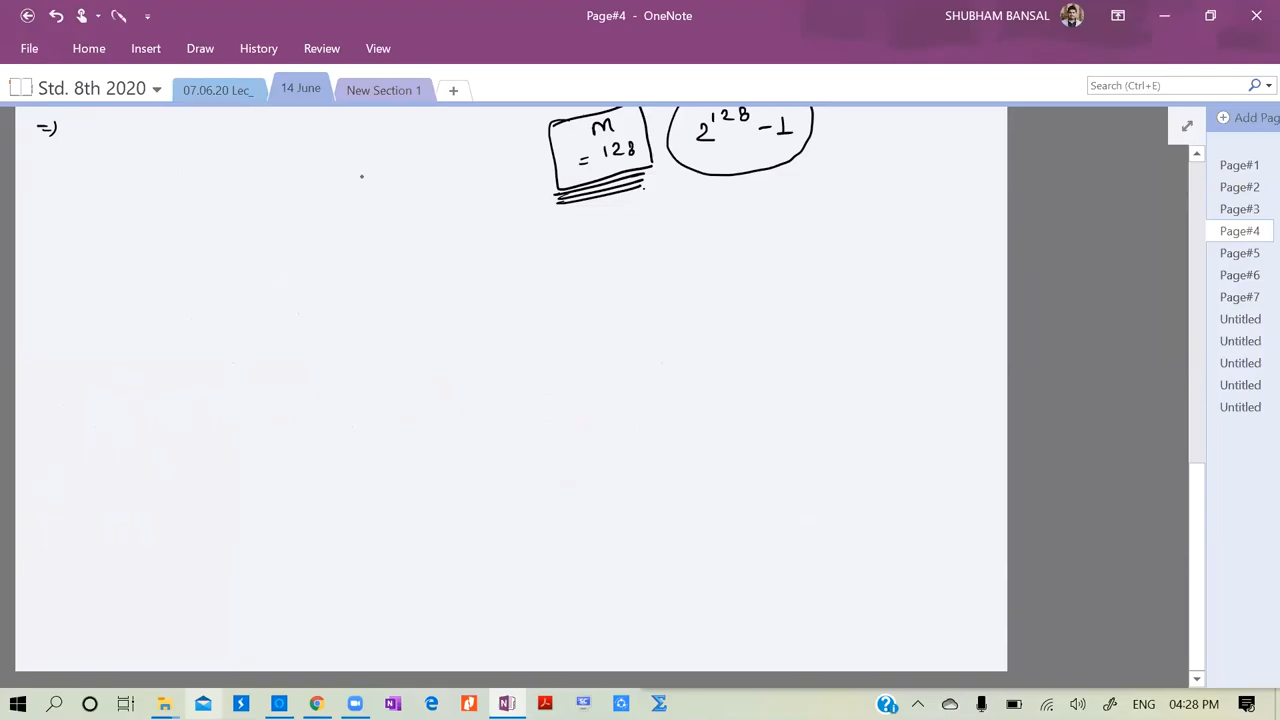 Page#4 - OneNote
SHUBHAM BANSAL
File Home Insert Draw History Review View
Std. 8th 2020
07.06.20 Lec_
14 June
New Section 1
Search (Ctrl+E)
Add Pag
Page#1
Page#2
Page#3
Page#4
Page#5
Page#6
Page#7
Untitled
Untitled
Untitled
Untitled
Untitled
=)
m
= 128
2^128 - 1
ENG 04:28 PM